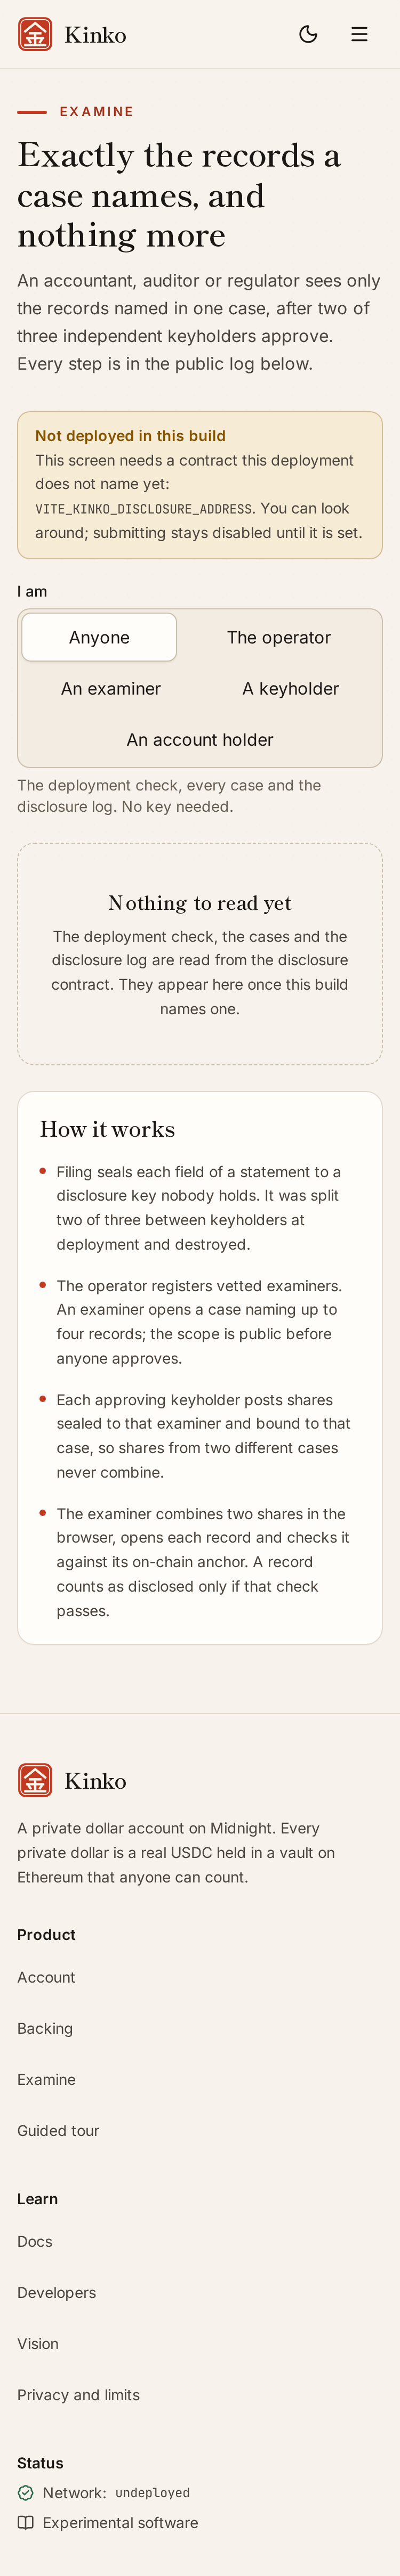 金 Kinko
EXAMINE
Exactly the records a
case names, and
nothing more
An accountant, auditor or regulator sees only
the records named in one case, after two of
three independent keyholders approve.
Every step is in the public log below.
Not deployed in this build
This screen needs a contract this deployment
does not name yet:
VITE_KINKO_DISCLOSURE_ADDRESS. You can look
around; submitting stays disabled until it is set.
I am
Anyone The operator
An examiner A keyholder
An account holder
The deployment check, every case and the
disclosure log. No key needed.
Nothing to read yet
The deployment check, the cases and the
disclosure log are read from the disclosure
contract. They appear here once this build
names one.
How it works
Filing seals each field of a statement to a
disclosure key nobody holds. It was split
two of three between keyholders at
deployment and destroyed.
The operator registers vetted examiners.
An examiner opens a case naming up to
four records; the scope is public before
anyone approves.
Each approving keyholder posts shares
sealed to that examiner and bound to that
case, so shares from two different cases
never combine.
The examiner combines two shares in the
browser, opens each record and checks it
against its on-chain anchor. A record
counts as disclosed only if that check
passes.
金 Kinko
A private dollar account on Midnight. Every
private dollar is a real USDC held in a vault on
Ethereum that anyone can count.
Product
Account
Backing
Examine
Guided tour
Learn
Docs
Developers
Vision
Privacy and limits
Status
Network: undeployed
Experimental software